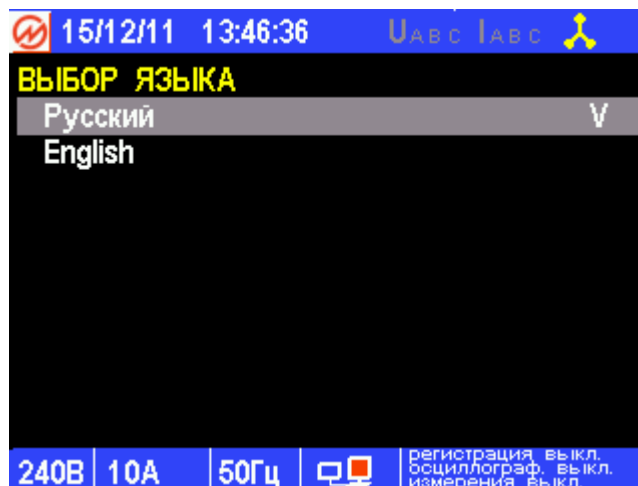 15/12/11 13:46:36 UABC IABC
ВЫБОР ЯЗЫКА
Русский V
English
240В 10А 50Гц
регистрация выкл.
осциллограф. выкл.
измерения выкл.